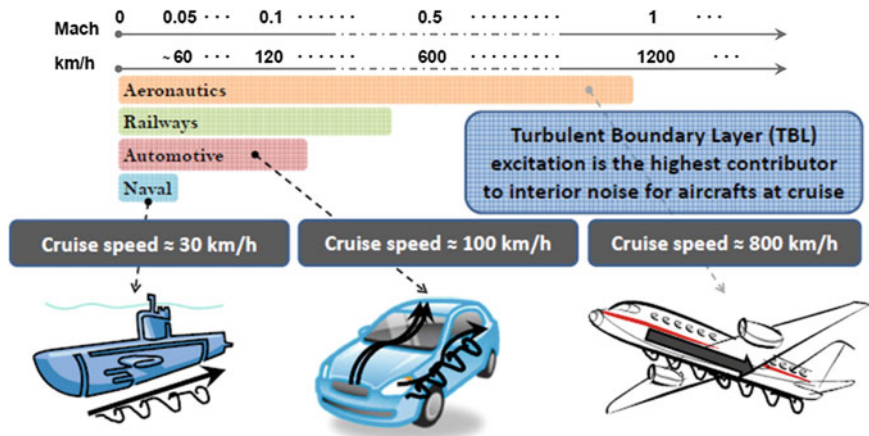 Mach 0 0.05 ··· 0.1 ······ 0.5 ········· 1 ···
km/h ~60 ···· 120 ······ 600 ········· 1200 ···
Aeronautics
Railways
Automotive
Naval
Turbulent Boundary Layer (TBL)
excitation is the highest contributor
to interior noise for aircrafts at cruise
Cruise speed ≈ 30 km/h
Cruise speed ≈ 100 km/h
Cruise speed ≈ 800 km/h